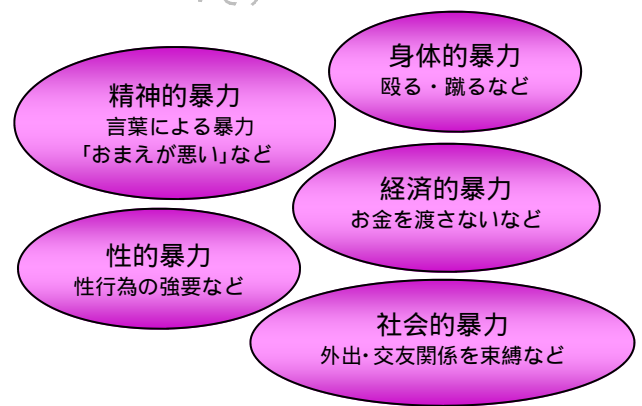 身体的暴力
殴る・蹴るなど
精神的暴力
言葉による暴力
「おまえが悪い」など
経済的暴力
お金を渡さないなど
性的暴力
性行為の強要など
社会的暴力
外出・交友関係を束縛など